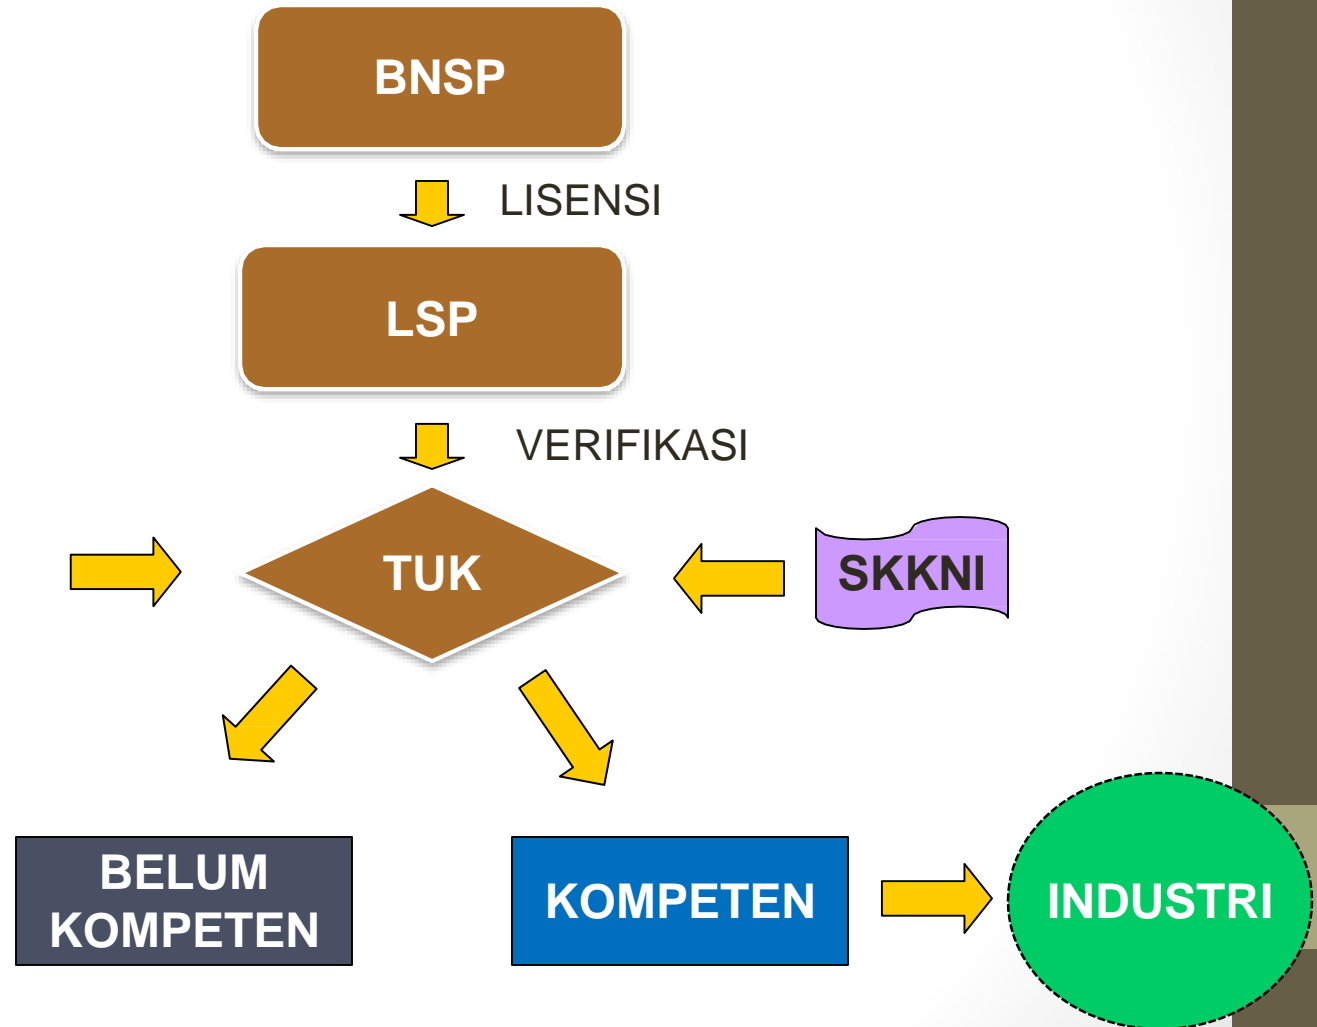 BNSP
LISENSI
LSP
VERIFIKASI
TUK
SKKNI
BELUM
KOMPETEN
KOMPETEN
INDUSTRI